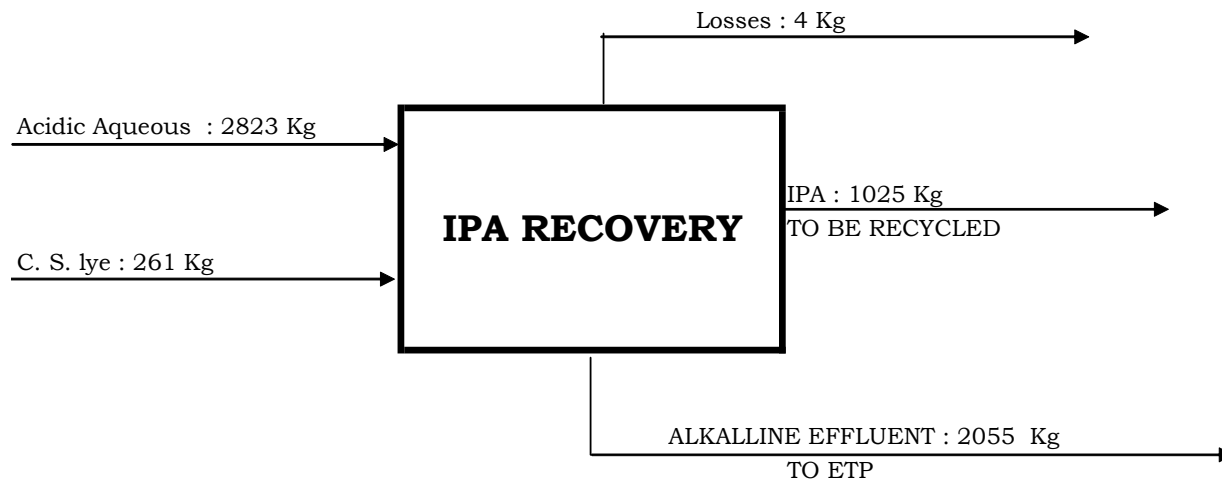 Losses : 4 Kg
Acidic Aqueous : 2823 Kg
IPA : 1025 Kg
IPA RECOVERY
TO BE RECYCLED
C. S. lye : 261 Kg
ALKALLINE EFFLUENT : 2055 Kg
TO ETP